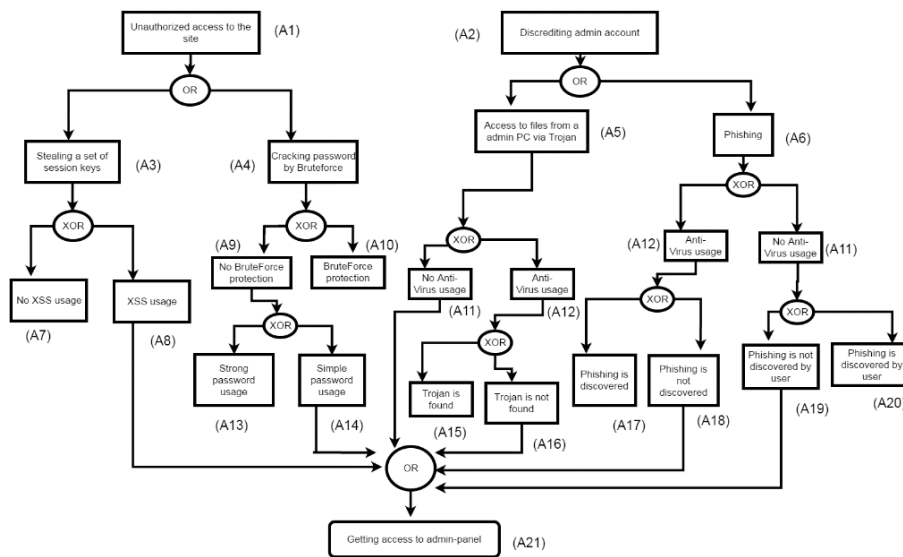 Unauthorized access to the
site
(A1)
(A2)
Discrediting admin account
OR
OR
Stealing a set of
session keys
(A3)
(A4)
Cracking password
by Bruteforce
Access to files from a
admin PC via Trojan
(A5)
Phishing
(A6)
XOR
XOR
XOR
XOR
No XSS usage
(A7)
XSS usage
(A8)
(A9)
No BruteForce
protection
(A10)
BruteForce
protection
No Anti-
Virus usage
(A11)
Anti-
Virus usage
(A12)
(A12)
Anti-
Virus usage
No Anti-
Virus usage
(A11)
XOR
XOR
XOR
XOR
Strong
password
usage
(A13)
Simple
password
usage
(A14)
Trojan is
found
(A15)
Trojan is not
found
(A16)
Phishing is
discovered
(A17)
Phishing is
not
discovered
(A18)
Phishing is not
discovered by
user
(A19)
Phishing is
discovered by
user
(A20)
OR
Getting access to admin-panel
(A21)